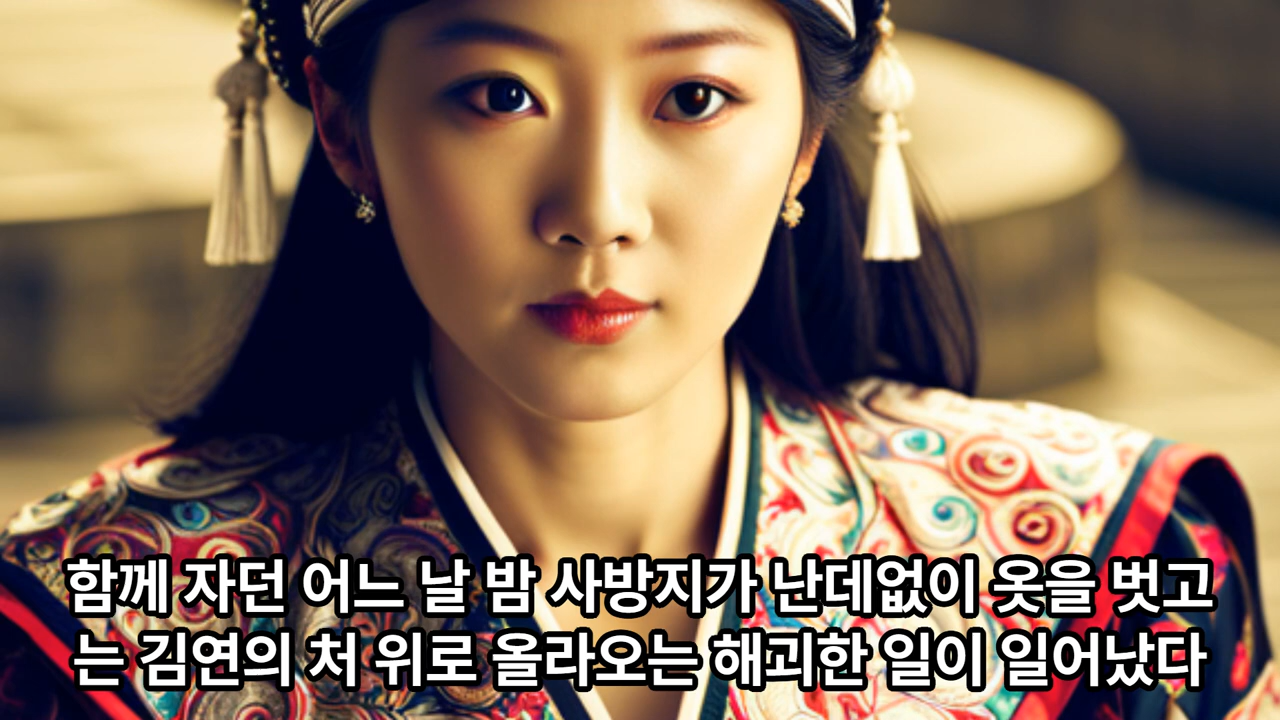 함께 자던 어느 날 밤 사방지가 난데없이 옷을 벗고
는 김연의 처 위로 올라오는 해괴한 일이 일어났다